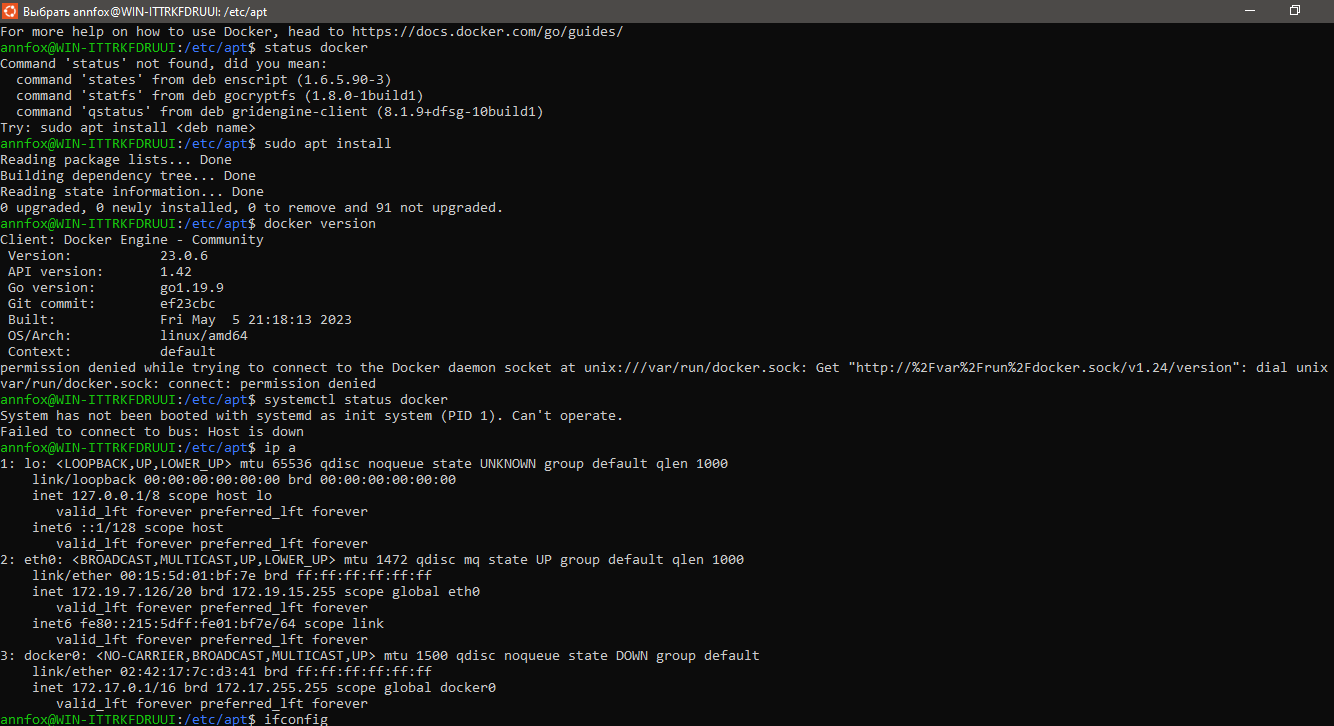 Выбрать annfox@WIN-ITTRKFDRUUI: /etc/apt
For more help on how to use Docker, head to https://docs.docker.com/go/guides/
annfox@WIN-ITTRKFDRUUI:/etc/apt$ status docker
Command 'status' not found, did you mean:
  command 'states' from deb enscript (1.6.5.90-3)
  command 'statfs' from deb gocryptfs (1.8.0-1build1)
  command 'qstatus' from deb gridengine-client (8.1.9+dfsg-10build1)
Try: sudo apt install <deb name>
annfox@WIN-ITTRKFDRUUI:/etc/apt$ sudo apt install
Reading package lists... Done
Building dependency tree... Done
Reading state information... Done
0 upgraded, 0 newly installed, 0 to remove and 91 not upgraded.
annfox@WIN-ITTRKFDRUUI:/etc/apt$ docker version
Client: Docker Engine - Community
 Version:           23.0.6
 API version:       1.42
 Go version:        go1.19.9
 Git commit:        ef23cbc
 Built:             Fri May  5 21:18:13 2023
 OS/Arch:           linux/amd64
 Context:           default
permission denied while trying to connect to the Docker daemon socket at unix:///var/run/docker.sock: Get "http://%2Fvar%2Frun%2Fdocker.sock/v1.24/version": dial unix
var/run/docker.sock: connect: permission denied
annfox@WIN-ITTRKFDRUUI:/etc/apt$ systemctl status docker
System has not been booted with systemd as init system (PID 1). Can't operate.
Failed to connect to bus: Host is down
annfox@WIN-ITTRKFDRUUI:/etc/apt$ ip a
1: lo: <LOOPBACK,UP,LOWER_UP> mtu 65536 qdisc noqueue state UNKNOWN group default qlen 1000
    link/loopback 00:00:00:00:00:00 brd 00:00:00:00:00:00
    inet 127.0.0.1/8 scope host lo
       valid_lft forever preferred_lft forever
    inet6 ::1/128 scope host
       valid_lft forever preferred_lft forever
2: eth0: <BROADCAST,MULTICAST,UP,LOWER_UP> mtu 1472 qdisc mq state UP group default qlen 1000
    link/ether 00:15:5d:01:bf:7e brd ff:ff:ff:ff:ff:ff
    inet 172.19.7.126/20 brd 172.19.15.255 scope global eth0
       valid_lft forever preferred_lft forever
    inet6 fe80::215:5dff:fe01:bf7e/64 scope link
       valid_lft forever preferred_lft forever
3: docker0: <NO-CARRIER,BROADCAST,MULTICAST,UP> mtu 1500 qdisc noqueue state DOWN group default
    link/ether 02:42:17:7c:d3:41 brd ff:ff:ff:ff:ff:ff
    inet 172.17.0.1/16 brd 172.17.255.255 scope global docker0
       valid_lft forever preferred_lft forever
annfox@WIN-ITTRKFDRUUI:/etc/apt$ ifconfig